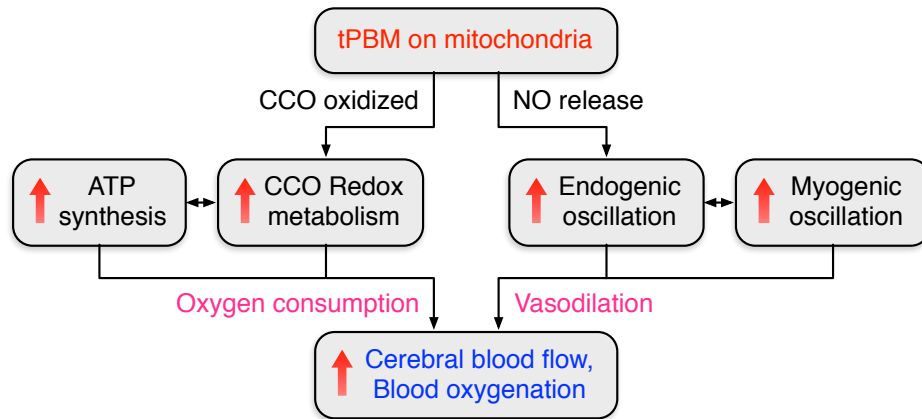 tPBM on mitochondria
CCO oxidized
NO release
ATP
synthesis
CCO Redox
metabolism
Endogenic
oscillation
Myogenic
oscillation
Oxygen consumption
Vasodilation
Cerebral blood flow,
Blood oxygenation